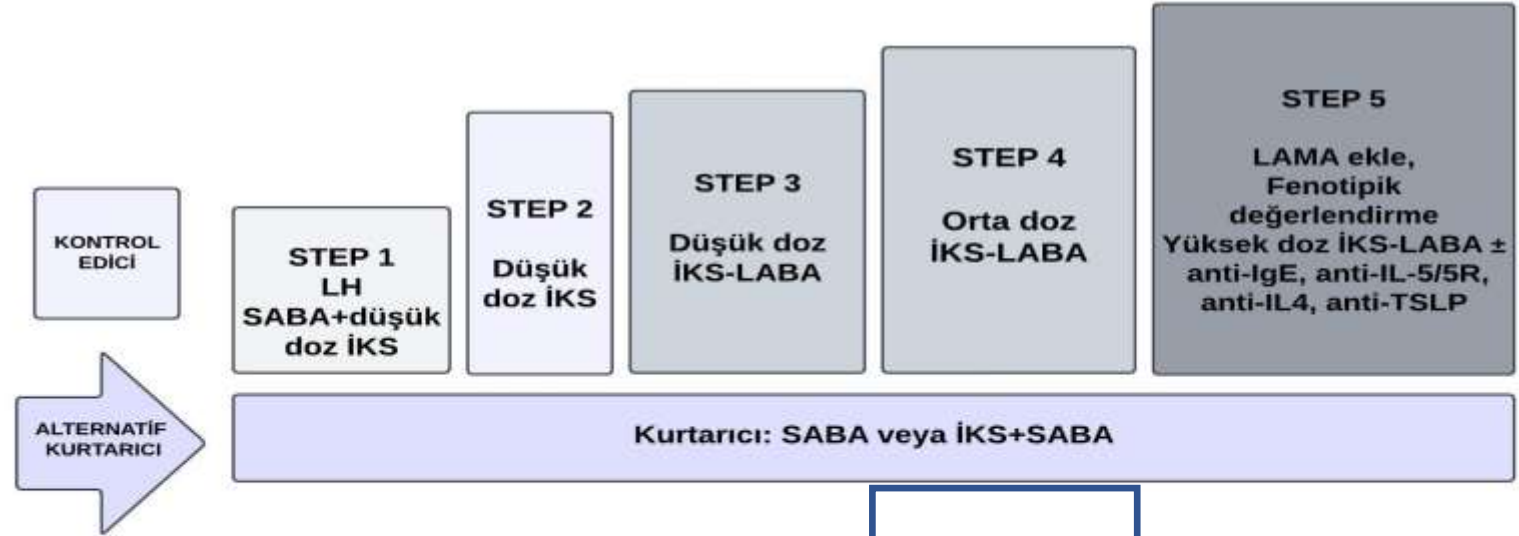 KONTROL
EDİCİ
STEP 1
LH
SABA+düşük
doz İKS
STEP 2
Düşük
doz İKS
STEP 3
Düşük doz
İKS-LABA
STEP 4
Orta doz
İKS-LABA
STEP 5
LAMA ekle,
Fenotipik
değerlendirme
Yüksek doz İKS-LABA ±
anti-IgE, anti-IL-5/5R,
anti-IL4, anti-TSLP
ALTERNATİF
KURTARICI
Kurtarıcı: SABA veya İKS+SABA